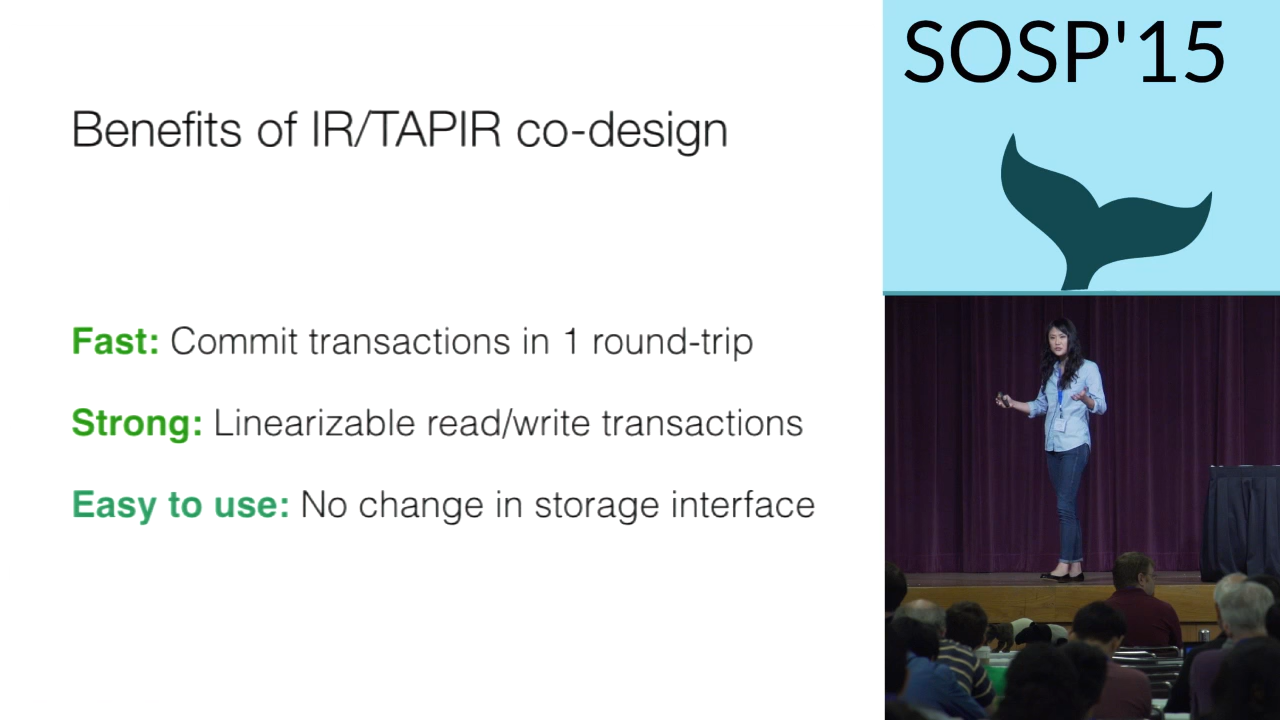 Benefits of IR/TAPIR co-design
Fast: Commit transactions in 1 round-trip
Strong: Linearizable read/write transactions
Easy to use: No change in storage interface
SOSP'15